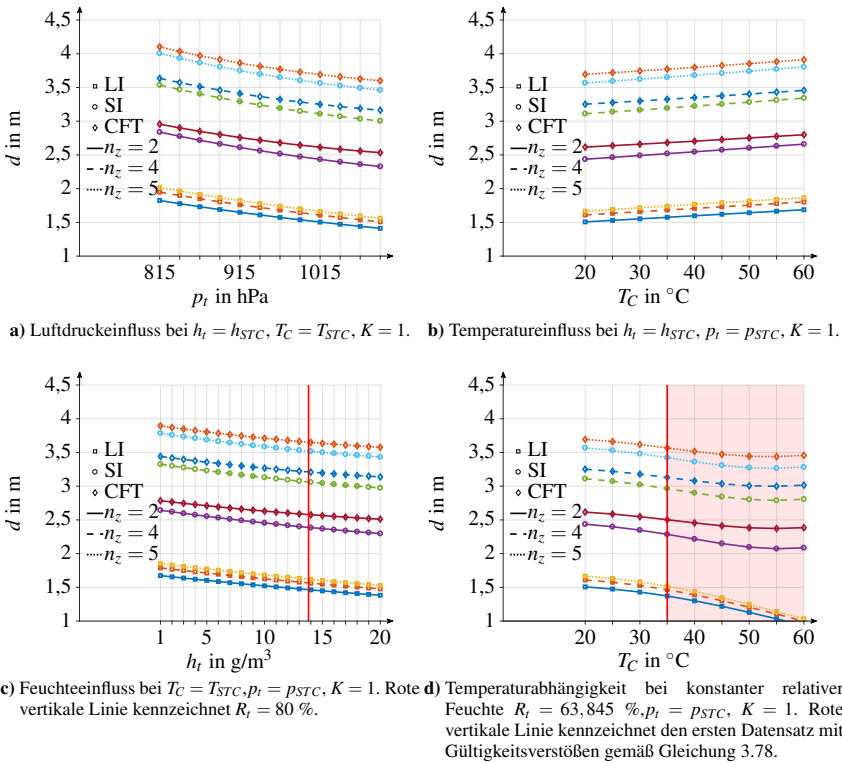 4,5
4
3,5
3
2,5
2
1,5
1
d in m
LI
SI
CFT
n_z = 2
n_z = 4
n_z = 5
815 915 1015
p_t in hPa
a) Luftdruckeinfluss bei h_t = h_STC, T_C = T_STC, K = 1.
4,5
4
3,5
3
2,5
2
1,5
1
d in m
LI
SI
CFT
n_z = 2
n_z = 4
n_z = 5
20 30 40 50 60
T_C in °C
b) Temperatureinfluss bei h_t = h_STC, p_t = p_STC, K = 1.
4,5
4
3,5
3
2,5
2
1,5
1
d in m
LI
SI
CFT
n_z = 2
n_z = 4
n_z = 5
1 5 10 15 20
h_t in g/m³
c) Feuchteeinfluss bei T_C = T_STC,p_t = p_STC, K = 1. Rote
vertikale Linie kennzeichnet R_t = 80 %.
4,5
4
3,5
3
2,5
2
1,5
1
d in m
LI
SI
CFT
n_z = 2
n_z = 4
n_z = 5
20 30 40 50 60
T_C in °C
d) Temperaturabhängigkeit bei konstanter relativer
Feuchte R_t = 63,845 %,p_t = p_STC, K = 1. Rote
vertikale Linie kennzeichnet den ersten Datensatz mit
Gültigkeitsverstößen gemäß Gleichung 3.78.